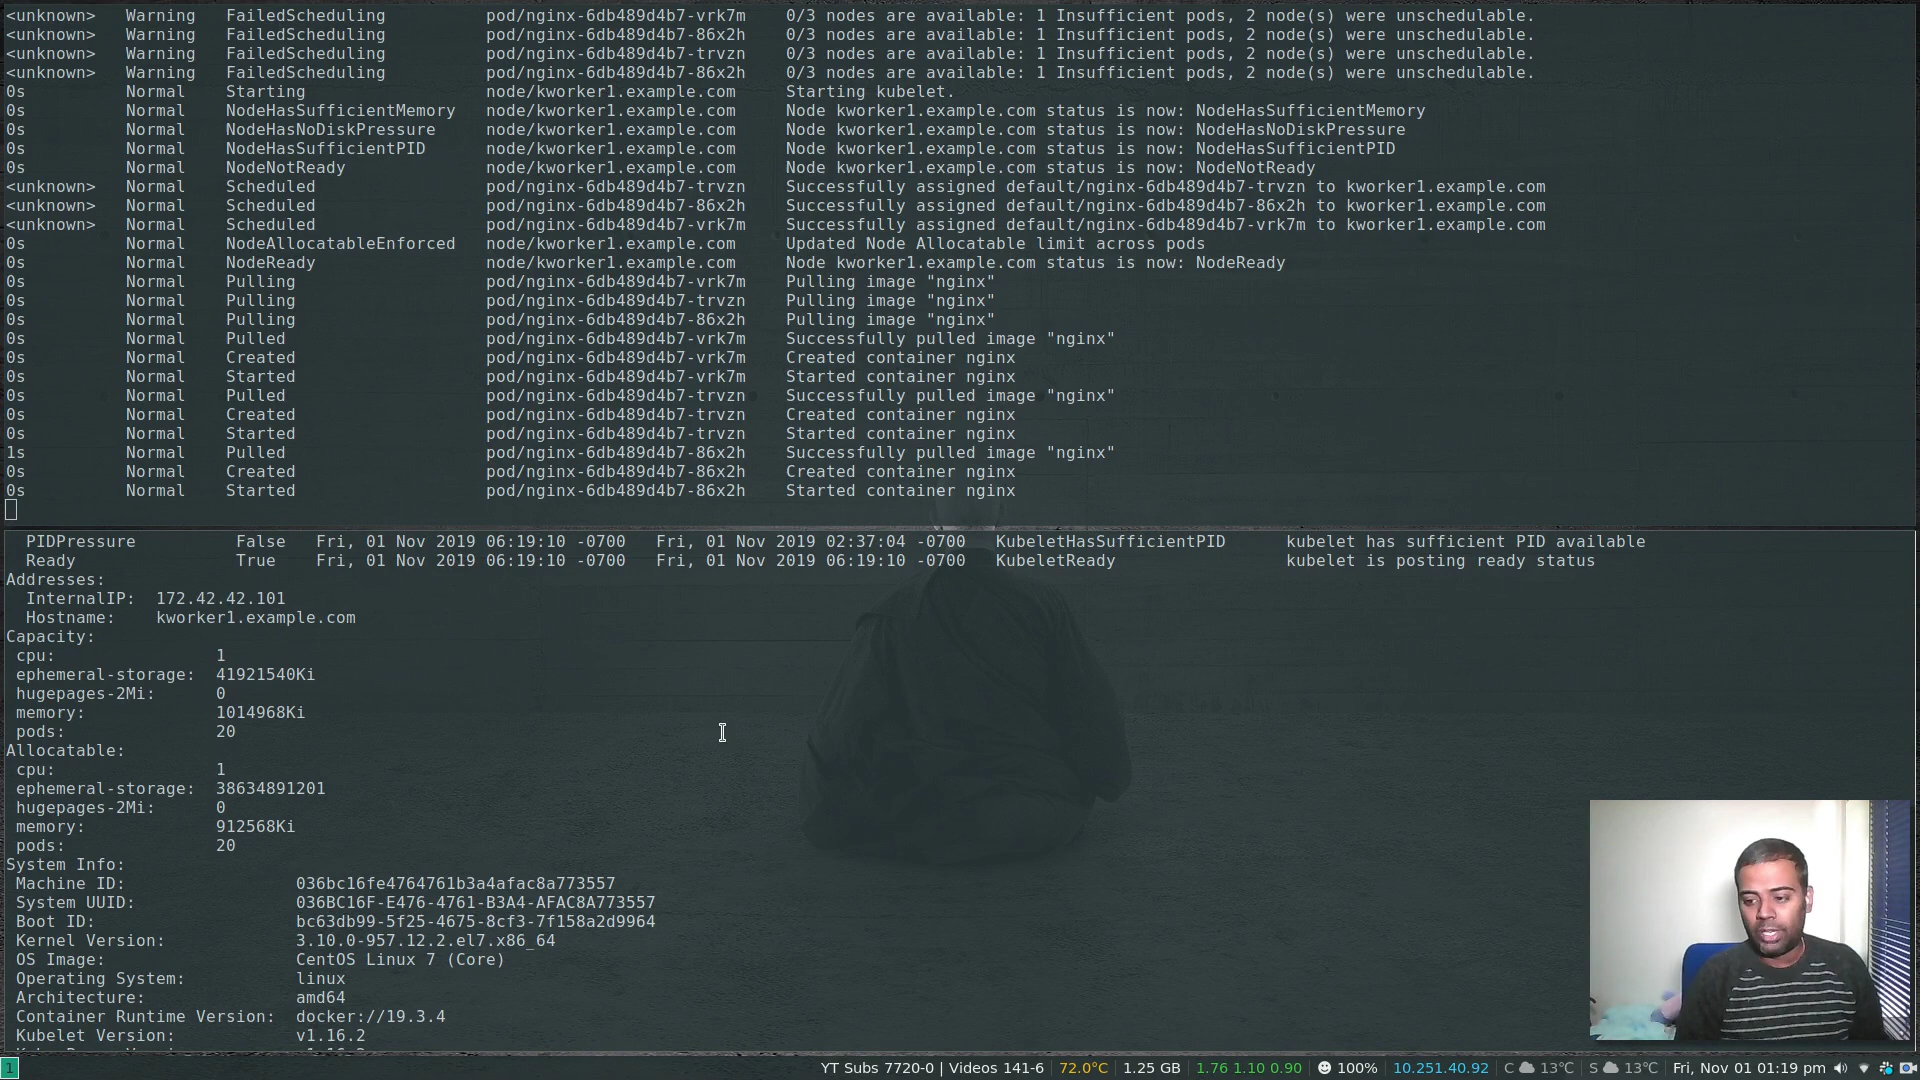 <unknown> Warning FailedScheduling pod/nginx-6db489d4b7-vrk7m 0/3 nodes are available: 1 Insufficient pods, 2 node(s) were unschedulable.
<unknown> Warning FailedScheduling pod/nginx-6db489d4b7-86x2h 0/3 nodes are available: 1 Insufficient pods, 2 node(s) were unschedulable.
<unknown> Warning FailedScheduling pod/nginx-6db489d4b7-trvzn 0/3 nodes are available: 1 Insufficient pods, 2 node(s) were unschedulable.
<unknown> Warning FailedScheduling pod/nginx-6db489d4b7-86x2h 0/3 nodes are available: 1 Insufficient pods, 2 node(s) were unschedulable.
0s Normal Starting node/kworker1.example.com Starting kubelet.
0s Normal NodeHasSufficientMemory node/kworker1.example.com Node kworker1.example.com status is now: NodeHasSufficientMemory
0s Normal NodeHasNoDiskPressure node/kworker1.example.com Node kworker1.example.com status is now: NodeHasNoDiskPressure
0s Normal NodeHasSufficientPID node/kworker1.example.com Node kworker1.example.com status is now: NodeHasSufficientPID
0s Normal NodeNotReady node/kworker1.example.com Node kworker1.example.com status is now: NodeNotReady
<unknown> Normal Scheduled pod/nginx-6db489d4b7-trvzn Successfully assigned default/nginx-6db489d4b7-trvzn to kworker1.example.com
<unknown> Normal Scheduled pod/nginx-6db489d4b7-86x2h Successfully assigned default/nginx-6db489d4b7-86x2h to kworker1.example.com
<unknown> Normal Scheduled pod/nginx-6db489d4b7-vrk7m Successfully assigned default/nginx-6db489d4b7-vrk7m to kworker1.example.com
0s Normal NodeAllocatableEnforced node/kworker1.example.com Updated Node Allocatable limit across pods
0s Normal NodeReady node/kworker1.example.com Node kworker1.example.com status is now: NodeReady
0s Normal Pulling pod/nginx-6db489d4b7-vrk7m Pulling image "nginx"
0s Normal Pulling pod/nginx-6db489d4b7-trvzn Pulling image "nginx"
0s Normal Pulling pod/nginx-6db489d4b7-86x2h Pulling image "nginx"
0s Normal Pulled pod/nginx-6db489d4b7-vrk7m Successfully pulled image "nginx"
0s Normal Created pod/nginx-6db489d4b7-vrk7m Created container nginx
0s Normal Started pod/nginx-6db489d4b7-vrk7m Started container nginx
0s Normal Pulled pod/nginx-6db489d4b7-trvzn Successfully pulled image "nginx"
0s Normal Created pod/nginx-6db489d4b7-trvzn Created container nginx
0s Normal Started pod/nginx-6db489d4b7-trvzn Started container nginx
1s Normal Pulled pod/nginx-6db489d4b7-86x2h Successfully pulled image "nginx"
0s Normal Created pod/nginx-6db489d4b7-86x2h Created container nginx
0s Normal Started pod/nginx-6db489d4b7-86x2h Started container nginx
PIDPressure False Fri, 01 Nov 2019 06:19:10 -0700 Fri, 01 Nov 2019 02:37:04 -0700 KubeletHasSufficientPID kubelet has sufficient PID available
Ready True Fri, 01 Nov 2019 06:19:10 -0700 Fri, 01 Nov 2019 06:19:10 -0700 KubeletReady kubelet is posting ready status
Addresses:
InternalIP: 172.42.42.101
Hostname: kworker1.example.com
Capacity:
cpu: 1
ephemeral-storage: 41921540Ki
hugepages-2Mi: 0
memory: 1014968Ki
pods: 20
Allocatable:
cpu: 1
ephemeral-storage: 38634891201
hugepages-2Mi: 0
memory: 912568Ki
pods: 20
System Info:
Machine ID: 036bc16fe4764761b3a4afac8a773557
System UUID: 036BC16F-E476-4761-B3A4-AFAC8A773557
Boot ID: bc63db99-5f25-4675-8cf3-7f158a2d9964
Kernel Version: 3.10.0-957.12.2.el7.x86_64
OS Image: CentOS Linux 7 (Core)
Operating System: linux
Architecture: amd64
Container Runtime Version: docker://19.3.4
Kubelet Version: v1.16.2
1 YT Subs 7720-0 | Videos 141-6 72.0°C 1.25 GB 1.76 1.10 0.90 100% 10.251.40.92 C 13°C S 13°C Fri, Nov 01 01:19 pm